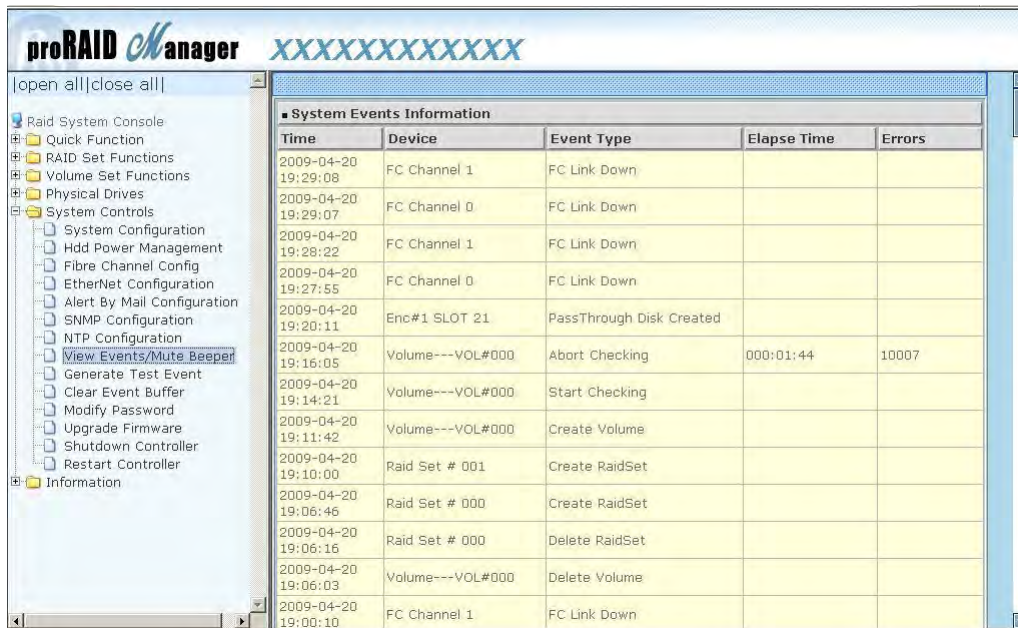 proRAID Manager XXXXXXXXXXXX
|open all|close all|
Raid System Console
Quick Function
RAID Set Functions
Volume Set Functions
Physical Drives
System Controls
System Configuration
Hdd Power Management
Fibre Channel Config
EtherNet Configuration
Alert By Mail Configuration
SNMP Configuration
NTP Configuration
View Events/Mute Beeper
Generate Test Event
Clear Event Buffer
Modify Password
Upgrade Firmware
Shutdown Controller
Restart Controller
Information
System Events Information
Time Device Event Type Elapse Time Errors
2009-04-20 19:29:08 FC Channel 1 FC Link Down
2009-04-20 19:29:07 FC Channel 0 FC Link Down
2009-04-20 19:28:22 FC Channel 1 FC Link Down
2009-04-20 19:27:55 FC Channel 0 FC Link Down
2009-04-20 19:20:11 Enc#1 SLOT 21 PassThrough Disk Created
2009-04-20 19:16:05 Volume---VOL#000 Abort Checking 000:01:44 10007
2009-04-20 19:14:21 Volume---VOL#000 Start Checking
2009-04-20 19:11:42 Volume---VOL#000 Create Volume
2009-04-20 19:10:00 Raid Set # 001 Create RaidSet
2009-04-20 19:06:46 Raid Set # 000 Create RaidSet
2009-04-20 19:06:16 Raid Set # 000 Delete RaidSet
2009-04-20 19:06:03 Volume---VOL#000 Delete Volume
2009-04-20 19:00:10 FC Channel 1 FC Link Down